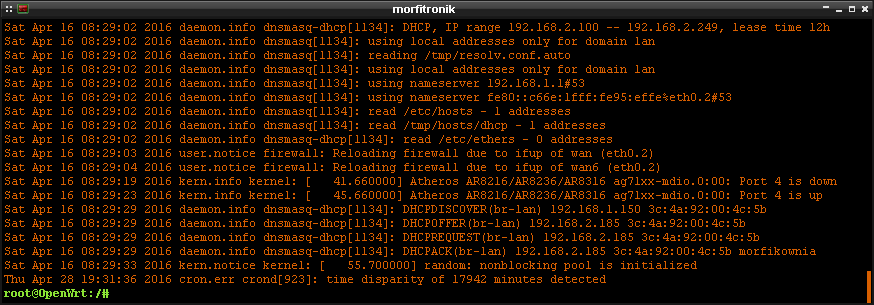 morfitronik
Sat Apr 16 08:29:02 2016 daemon.info dnsmasq-dhcp[1134]: DHCP, IP range 192.168.2.100 -- 192.168.2.249, lease time 12h
Sat Apr 16 08:29:02 2016 daemon.info dnsmasq[1134]: using local addresses only for domain lan
Sat Apr 16 08:29:02 2016 daemon.info dnsmasq[1134]: reading /tmp/resolv.conf.auto
Sat Apr 16 08:29:02 2016 daemon.info dnsmasq[1134]: using local addresses only for domain lan
Sat Apr 16 08:29:02 2016 daemon.info dnsmasq[1134]: using nameserver 192.168.1.1#53
Sat Apr 16 08:29:02 2016 daemon.info dnsmasq[1134]: using nameserver fe80::c66e:1fff:fe95:effe%eth0.2#53
Sat Apr 16 08:29:02 2016 daemon.info dnsmasq[1134]: read /etc/hosts - 1 addresses
Sat Apr 16 08:29:02 2016 daemon.info dnsmasq[1134]: read /tmp/hosts/dhcp - 1 addresses
Sat Apr 16 08:29:02 2016 daemon.info dnsmasq-dhcp[1134]: read /etc/ethers - 0 addresses
Sat Apr 16 08:29:03 2016 user.notice firewall: Reloading firewall due to ifup of wan (eth0.2)
Sat Apr 16 08:29:04 2016 user.notice firewall: Reloading firewall due to ifup of wan6 (eth0.2)
Sat Apr 16 08:29:19 2016 kern.info kernel: [   41.660000] Atheros AR8216/AR8236/AR8316 ag71xx-mdio.0:00: Port 4 is down
Sat Apr 16 08:29:23 2016 kern.info kernel: [   45.660000] Atheros AR8216/AR8236/AR8316 ag71xx-mdio.0:00: Port 4 is up
Sat Apr 16 08:29:29 2016 daemon.info dnsmasq-dhcp[1134]: DHCPDISCOVER(br-lan) 192.168.1.150 3c:4a:92:00:4c:5b
Sat Apr 16 08:29:29 2016 daemon.info dnsmasq-dhcp[1134]: DHCPOFFER(br-lan) 192.168.2.185 3c:4a:92:00:4c:5b
Sat Apr 16 08:29:29 2016 daemon.info dnsmasq-dhcp[1134]: DHCPREQUEST(br-lan) 192.168.2.185 3c:4a:92:00:4c:5b
Sat Apr 16 08:29:29 2016 daemon.info dnsmasq-dhcp[1134]: DHCPACK(br-lan) 192.168.2.185 3c:4a:92:00:4c:5b morfikownia
Sat Apr 16 08:29:33 2016 kern.notice kernel: [   55.700000] random: nonblocking pool is initialized
Thu Apr 28 19:31:36 2016 cron.err crond[923]: time disparity of 17942 minutes detected
root@OpenWrt:/#